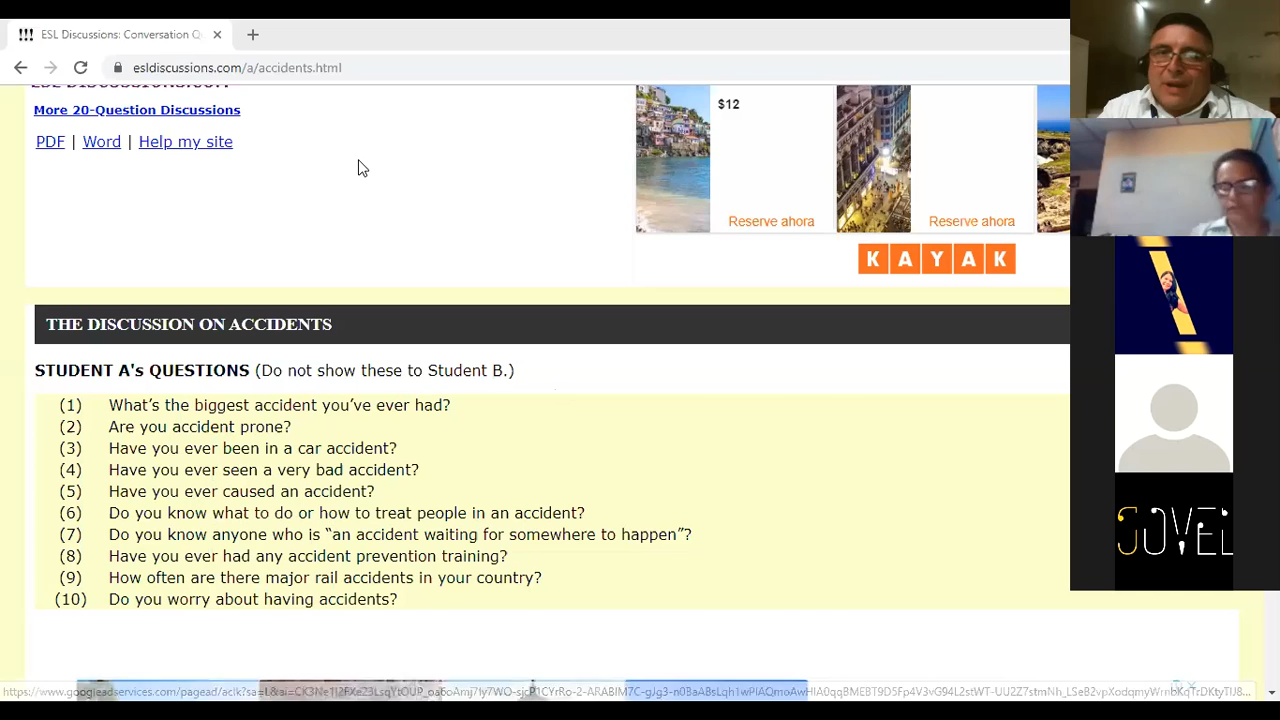 ESL Discussions: Conversation Q
esldiscussions.com/a/accidents.html
ESL DISCUSSIONS.COM
More 20-Question Discussions
PDF | Word | Help my site
$12
Reserve ahora
Reserve ahora
KAYAK
THE DISCUSSION ON ACCIDENTS
STUDENT A's QUESTIONS (Do not show these to Student B.)
(1) What's the biggest accident you've ever had?
(2) Are you accident prone?
(3) Have you ever been in a car accident?
(4) Have you ever seen a very bad accident?
(5) Have you ever caused an accident?
(6) Do you know what to do or how to treat people in an accident?
(7) Do you know anyone who is "an accident waiting for somewhere to happen"?
(8) Have you ever had any accident prevention training?
(9) How often are there major rail accidents in your country?
(10) Do you worry about having accidents?
JOVEL